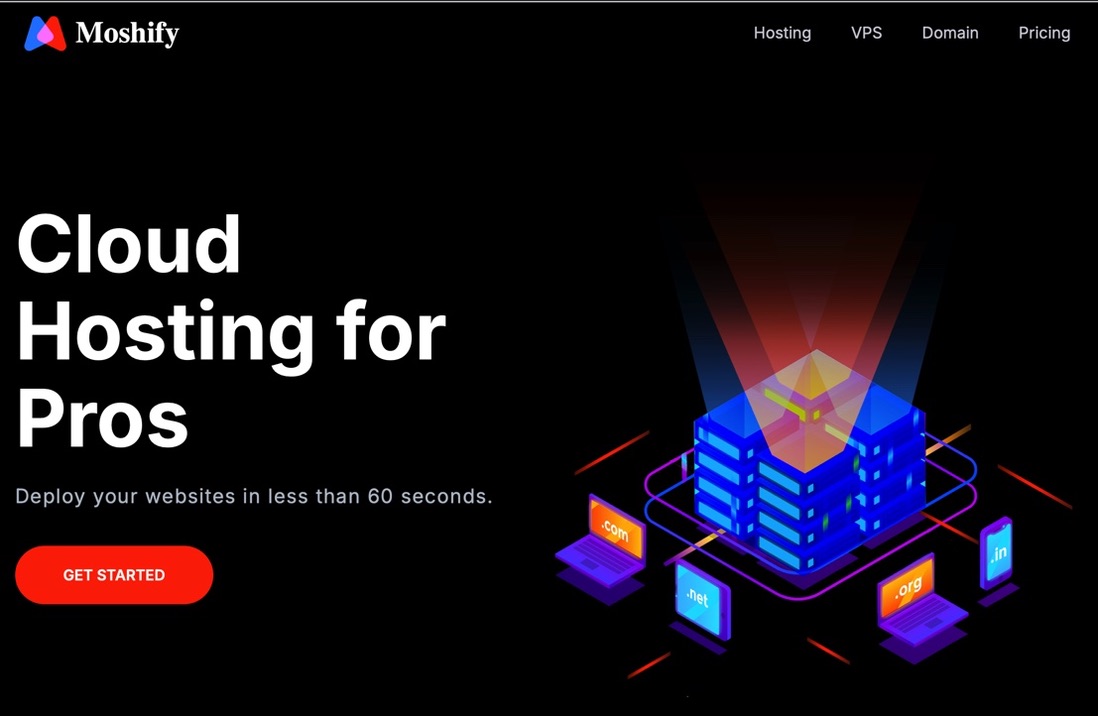 Moshify
Hosting
VPS
Domain
Pricing
Cloud
Hosting for
Pros
Deploy your websites in less than 60 seconds.
GET STARTED
.com
.net
.org
.in